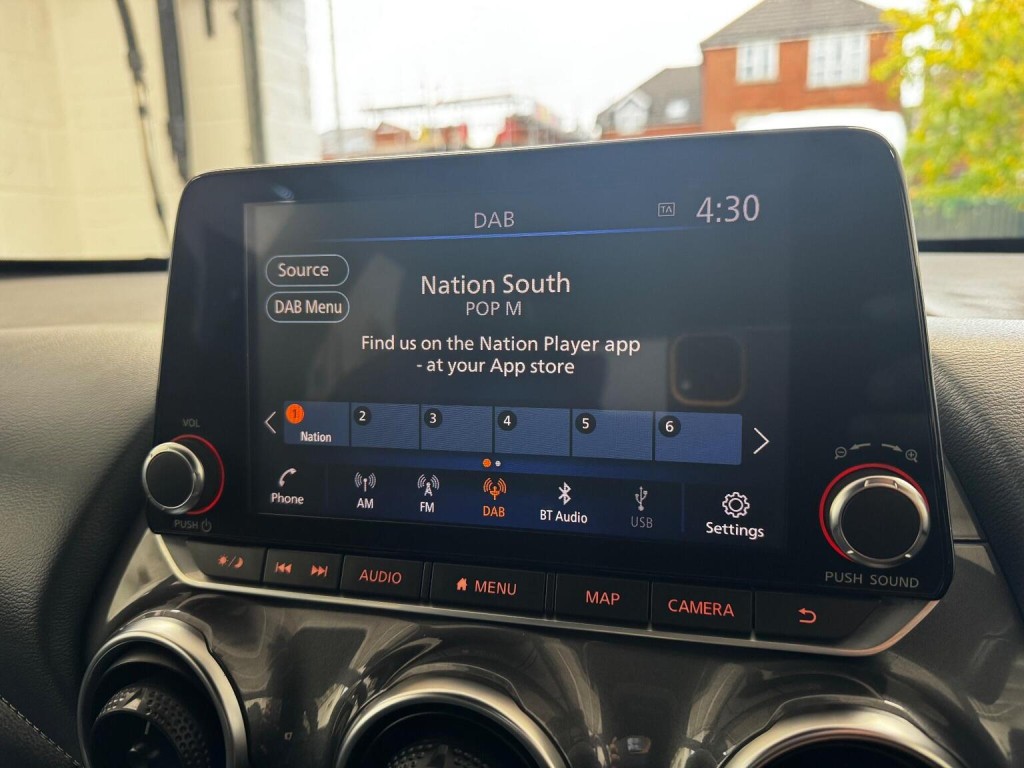 DAB
TA
4:30
Source
Nation South
DAB Menu
POP M
Find us on the Nation Player app
- at your App store
1
2
3
4
5
6
Nation
VOL
Phone
AM
FM
DAB
BT Audio
USB
Settings
PUSH
PUSH SOUND
AUDIO
MENU
MAP
CAMERA